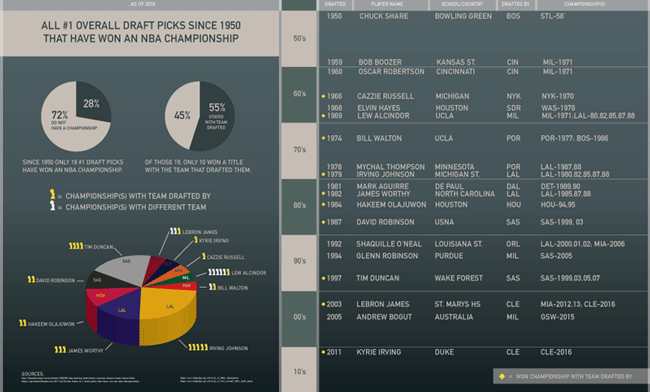 AS OF 2016
ALL #1 OVERALL DRAFT PICKS SINCE 1950
THAT HAVE WON AN NBA CHAMPIONSHIP
28%
72%
DO NOT
HAVE A CHAMPIONSHIP
55%
STAYED
WITH TEAM
DRAFTED
45%
SINCE 1950 ONLY 19 #1 DRAFT PICKS
HAVE WON AN NBA CHAMPIONSHIP.
OF THOSE 19, ONLY 10 WON A TITLE
WITH THE TEAM THAT DRAFTED THEM.
= CHAMPIONSHIP(S) WITH TEAM DRAFTED BY
= CHAMPIONSHIP(S) WITH DIFFERENT TEAM
LEBRON JAMES
KYRIE IRVING
TIM DUNCAN
CAZZIE RUSSELL
LEW ALCINDOR
BILL WALTON
DAVID ROBINSON
HAKEEM OLAJUWON
JAMES WORTHY
IRVING JOHNSON
SAS
SAS
HOU
LAL
LAL
POR
MIL
SOURCES:
DRAFTED PLAYER NAME SCHOOL/COUNTRY DRAFTED BY CHAMPIONSHIP(S)
50's
1950 CHUCK SHARE BOWLING GREEN BOS STL-58'
1959 BOB BOOZER KANSAS ST. CIN MIL-1971
60's
1960 OSCAR ROBERTSON CINCINNATI CIN MIL-1971
1966 CAZZIE RUSSELL MICHIGAN NYK NYK-1970
1968 ELVIN HAYES HOUSTON SDR WAS-1978
1969 LEW ALCINDOR UCLA MIL MIL-1971;LAL-80,82,85,87,88
70's
1974 BILL WALTON UCLA POR POR-1977; BOS-1986
1978 MYCHAL THOMPSON MINNESOTA POR LAL-1987,88
1979 IRVING JOHNSON MICHIGAN ST. LAL LAL-1980,82,85,87,88
80's
1981 MARK AGUIRRE DE PAUL DAL DET-1989,90
1982 JAMES WORTHY NORTH CAROLINA LAL LAL-1985,87,88
1984 HAKEEM OLAJUWON HOUSTON HOU HOU-94,95
1987 DAVID ROBINSON USNA SAS SAS-1999, 03
90's
1992 SHAQUILLE O'NEAL LOUISIANA ST. ORL LAL-2000,01,02; MIA-2006
1994 GLENN ROBINSON PURDUE MIL SAS-2005
1997 TIM DUNCAN WAKE FOREST SAS SAS-1999,03,05,07
00's
2003 LEBRON JAMES ST. MARYS HS CLE MIA-2012,13; CLE-2016
2005 ANDREW BOGUT AUSTRALIA MIL GSW-2015
10's
2011 KYRIE IRVING DUKE CLE CLE-2016
= WON CHAMPIONSHIP WITH TEAM DRAFTED BY